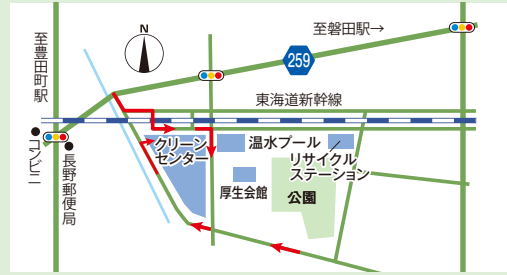 N
至磐田駅→
至豊田町駅
259
東海道新幹線
コンビニ
長野郵便局
クリーン
センター
温水プール
リサイクル
ステーション
厚生会館
公園